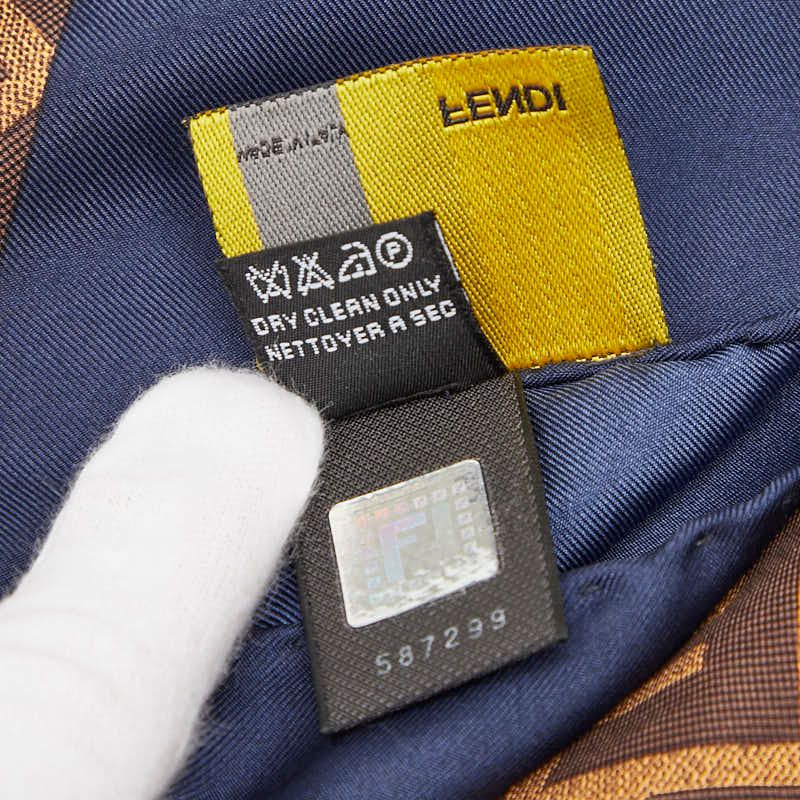 FENDI
MADE IN ITALY
P
DRY CLEAN ONLY
NETTOYER A SEC
F
587299